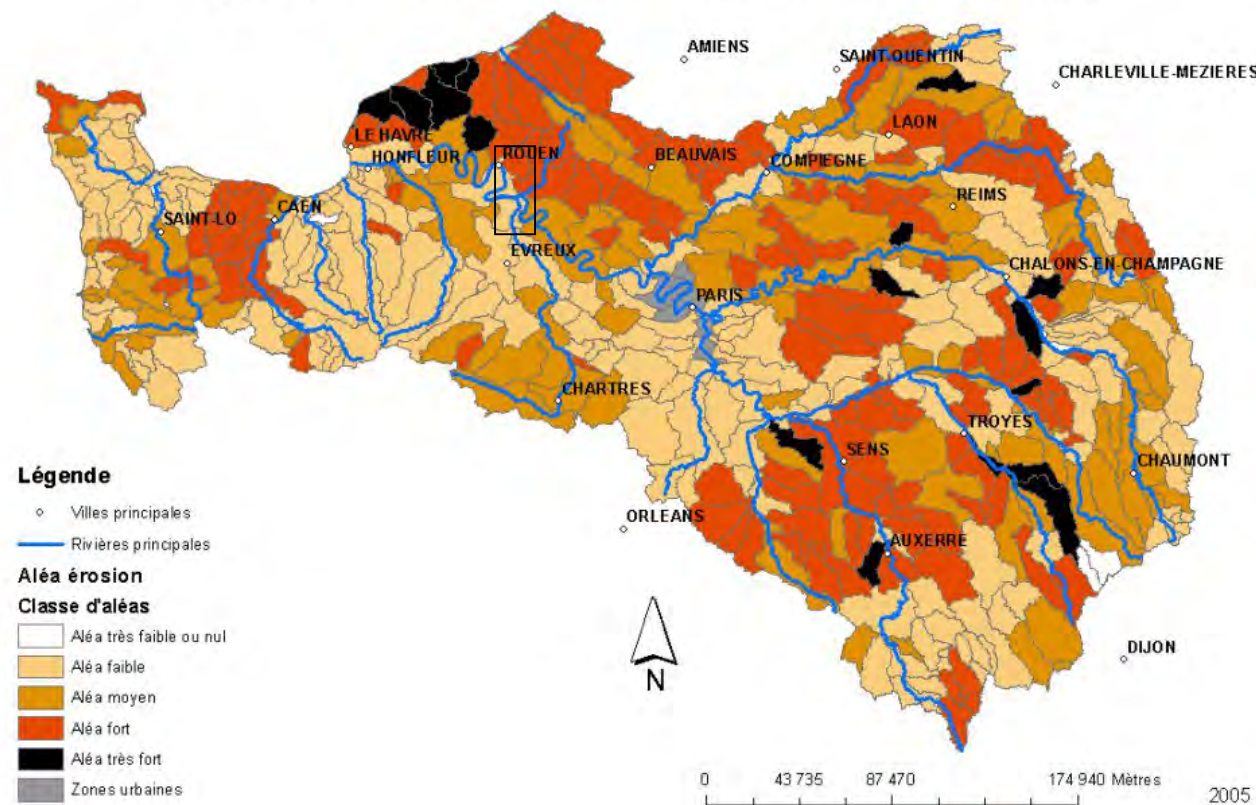 AMIENS
SAINT-QUENTIN
CHARLEVILLE-MEZIERES
LAON
LE HAVRE
HONFLEUR
ROUEN
BEAUVAIS
COMPIEGNE
REIMS
CAEN
SAINT-LO
EVREUX
CHALONS-EN-CHAMPAGNE
PARIS
CHARTRES
TROYES
SENS
CHAUMONT
ORLEANS
AUXERRE
DIJON
N
Légende
Villes principales
Rivières principales
Aléa érosion
Classe d'aléas
Aléa très faible ou nul
Aléa faible
Aléa moyen
Aléa fort
Aléa très fort
Zones urbaines
0 43 735 87 470 174 940 Mètres
2005